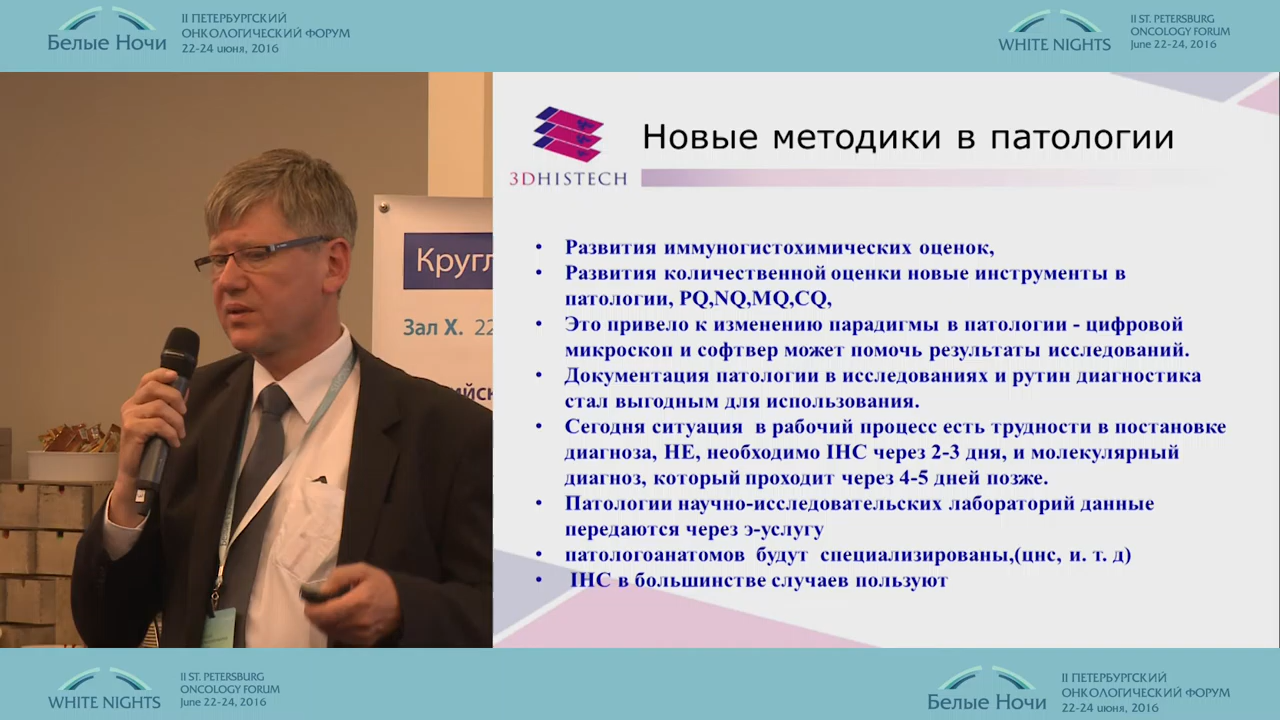 Белые Ночи
II ПЕТЕРБУРГСКИЙ
ОНКОЛОГИЧЕСКИЙ ФОРУМ
22-24 июня, 2016
WHITE NIGHTS
II ST. PETERSBURG
ONCOLOGY FORUM
June 22-24, 2016
Кругл
Зал X. 22
ийск
3DHISTECH
Новые методики в патологии
• Развития иммуногистохимических оценок,
• Развития количественной оценки новые инструменты в
патологии, PQ,NQ,MQ,CQ,
• Это привело к изменению парадигмы в патологии - цифровой
микроскоп и софтвер может помочь результаты исследований.
• Документация патологии в исследованиях и рутин диагностика
стал выгодным для использования.
• Сегодня ситуация в рабочий процесс есть трудности в постановке
диагноза, НЕ, необходимо IHC через 2-3 дня, и молекулярный
диагноз, который проходит через 4-5 дней позже.
• Патологии научно-исследовательских лабораторий данные
передаются через э-услугу
• патологоанатомов будут специализированы,(цнс, и. т. д)
• IHC в большинстве случаев пользуют
WHITE NIGHTS
II ST. PETERSBURG
ONCOLOGY FORUM
June 22-24, 2016
Белые Ночи
II ПЕТЕРБУРГСКИЙ
ОНКОЛОГИЧЕСКИЙ ФОРУМ
22-24 июня, 2016